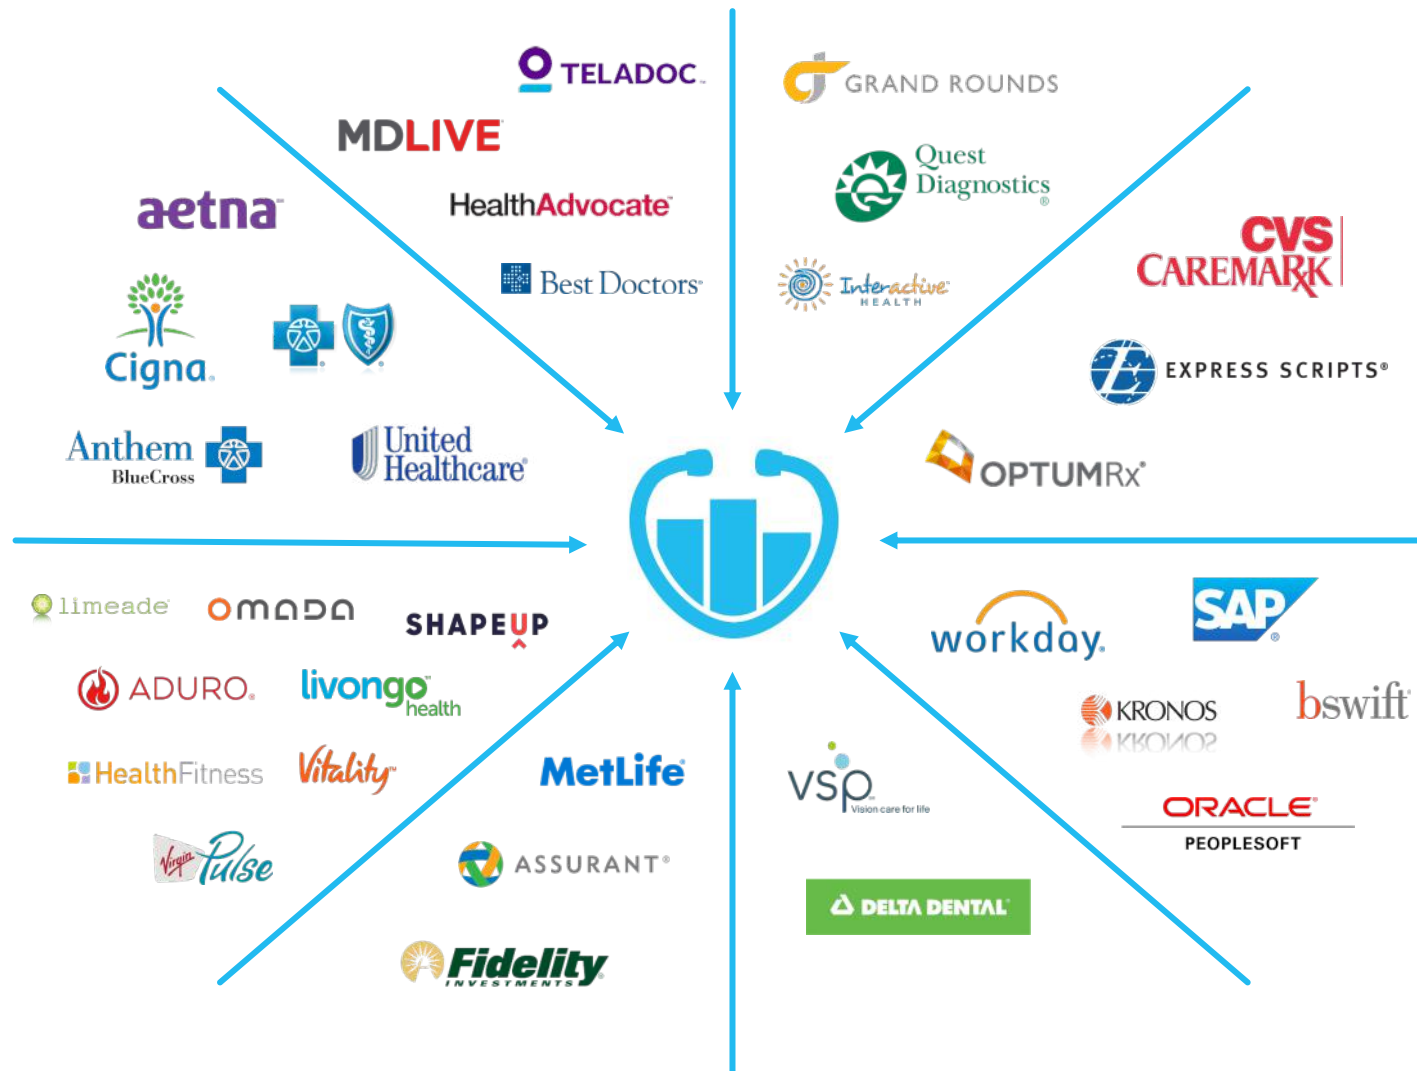 TELADOC
GRAND ROUNDS
MDLIVE
Quest
Diagnostics
aetna
HealthAdvocate
CVS
CAREMARK
Best Doctors
Interactive
HEALTH
Cigna
EXPRESS SCRIPTS
Anthem
BlueCross
United
Healthcare
OPTUMRx
limeade
omada
SHAPEUP
workday.
SAP
ADURO
livongo
health
KRONOS
bswift
HealthFitness
Vitality
MetLife
vsp
Vision care for life
ORACLE
PEOPLESOFT
Virgin Pulse
ASSURANT
DELTA DENTAL
Fidelity
INVESTMENTS